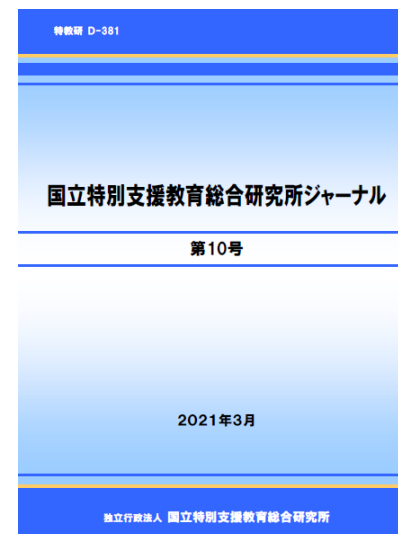 特教研 D-381
国立特別支援教育総合研究所ジャーナル
第10号
2021年3月
独立行政法人 国立特別支援教育総合研究所